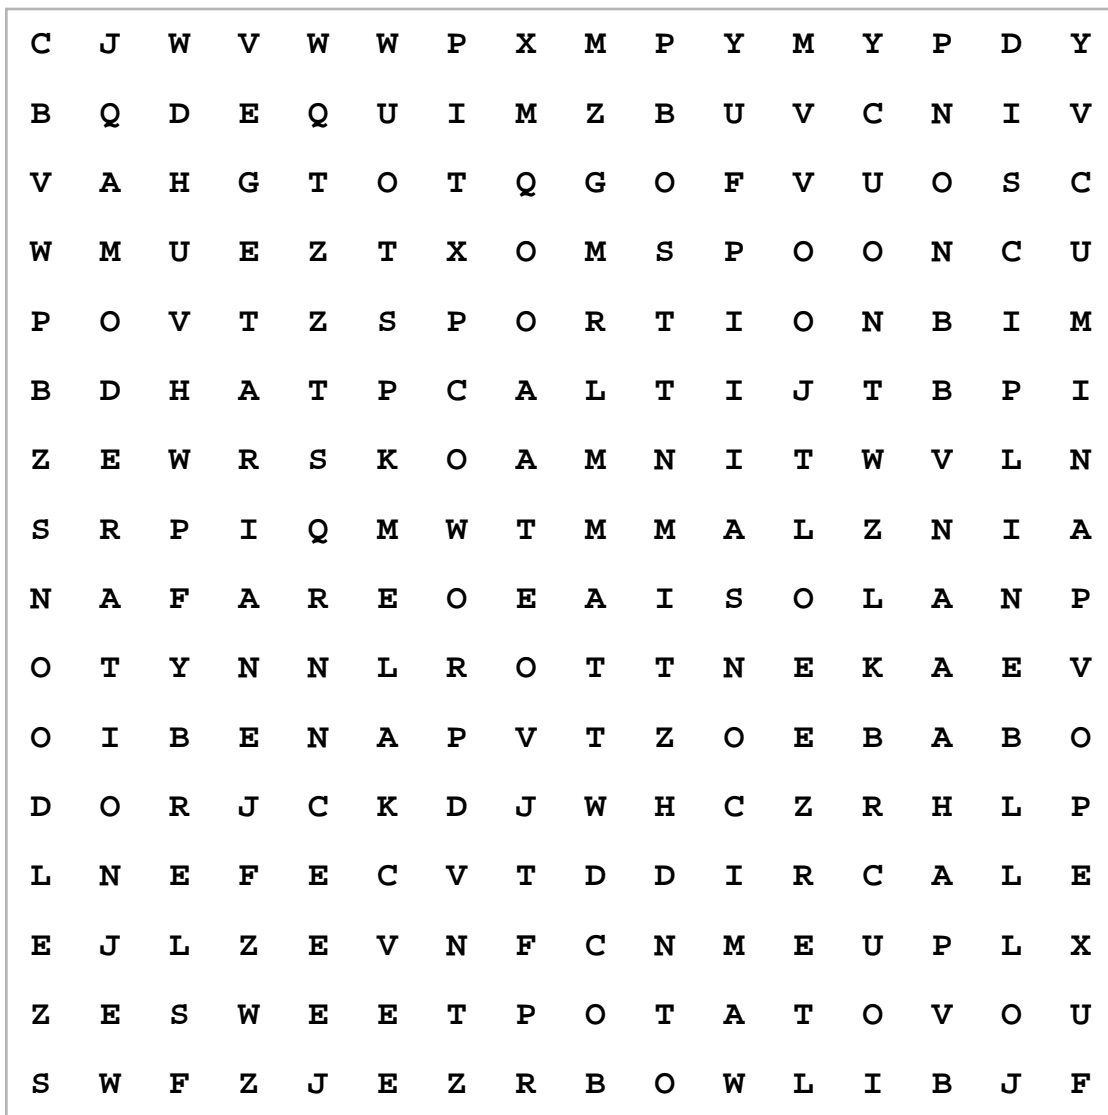 C J W V W W P X M P Y M Y P D Y
B Q D E Q U I M Z B U V C N I V
V A H G T O T Q G O F V U O S C
W M U E Z T X O M S P O O N C U
P O V T Z S P O R T I O N B I M
B D H A T P C A L T I J T B P I
Z E W R S K O A M N I T W V L N
S R P I Q M W T M M A L Z N I A
N A F A R E O E A I S O L A N P
O T Y N N L R O T T N E K A E V
O I B E N A P V T Z O E B A B O
D O R J C K D J W H C Z R H L P
L N E F E C V T D D I R C A L E
E J L Z E V N F C N M E U P L X
Z E S W E E T P O T A T O V O U
S W F Z J E Z R B O W L I B J F